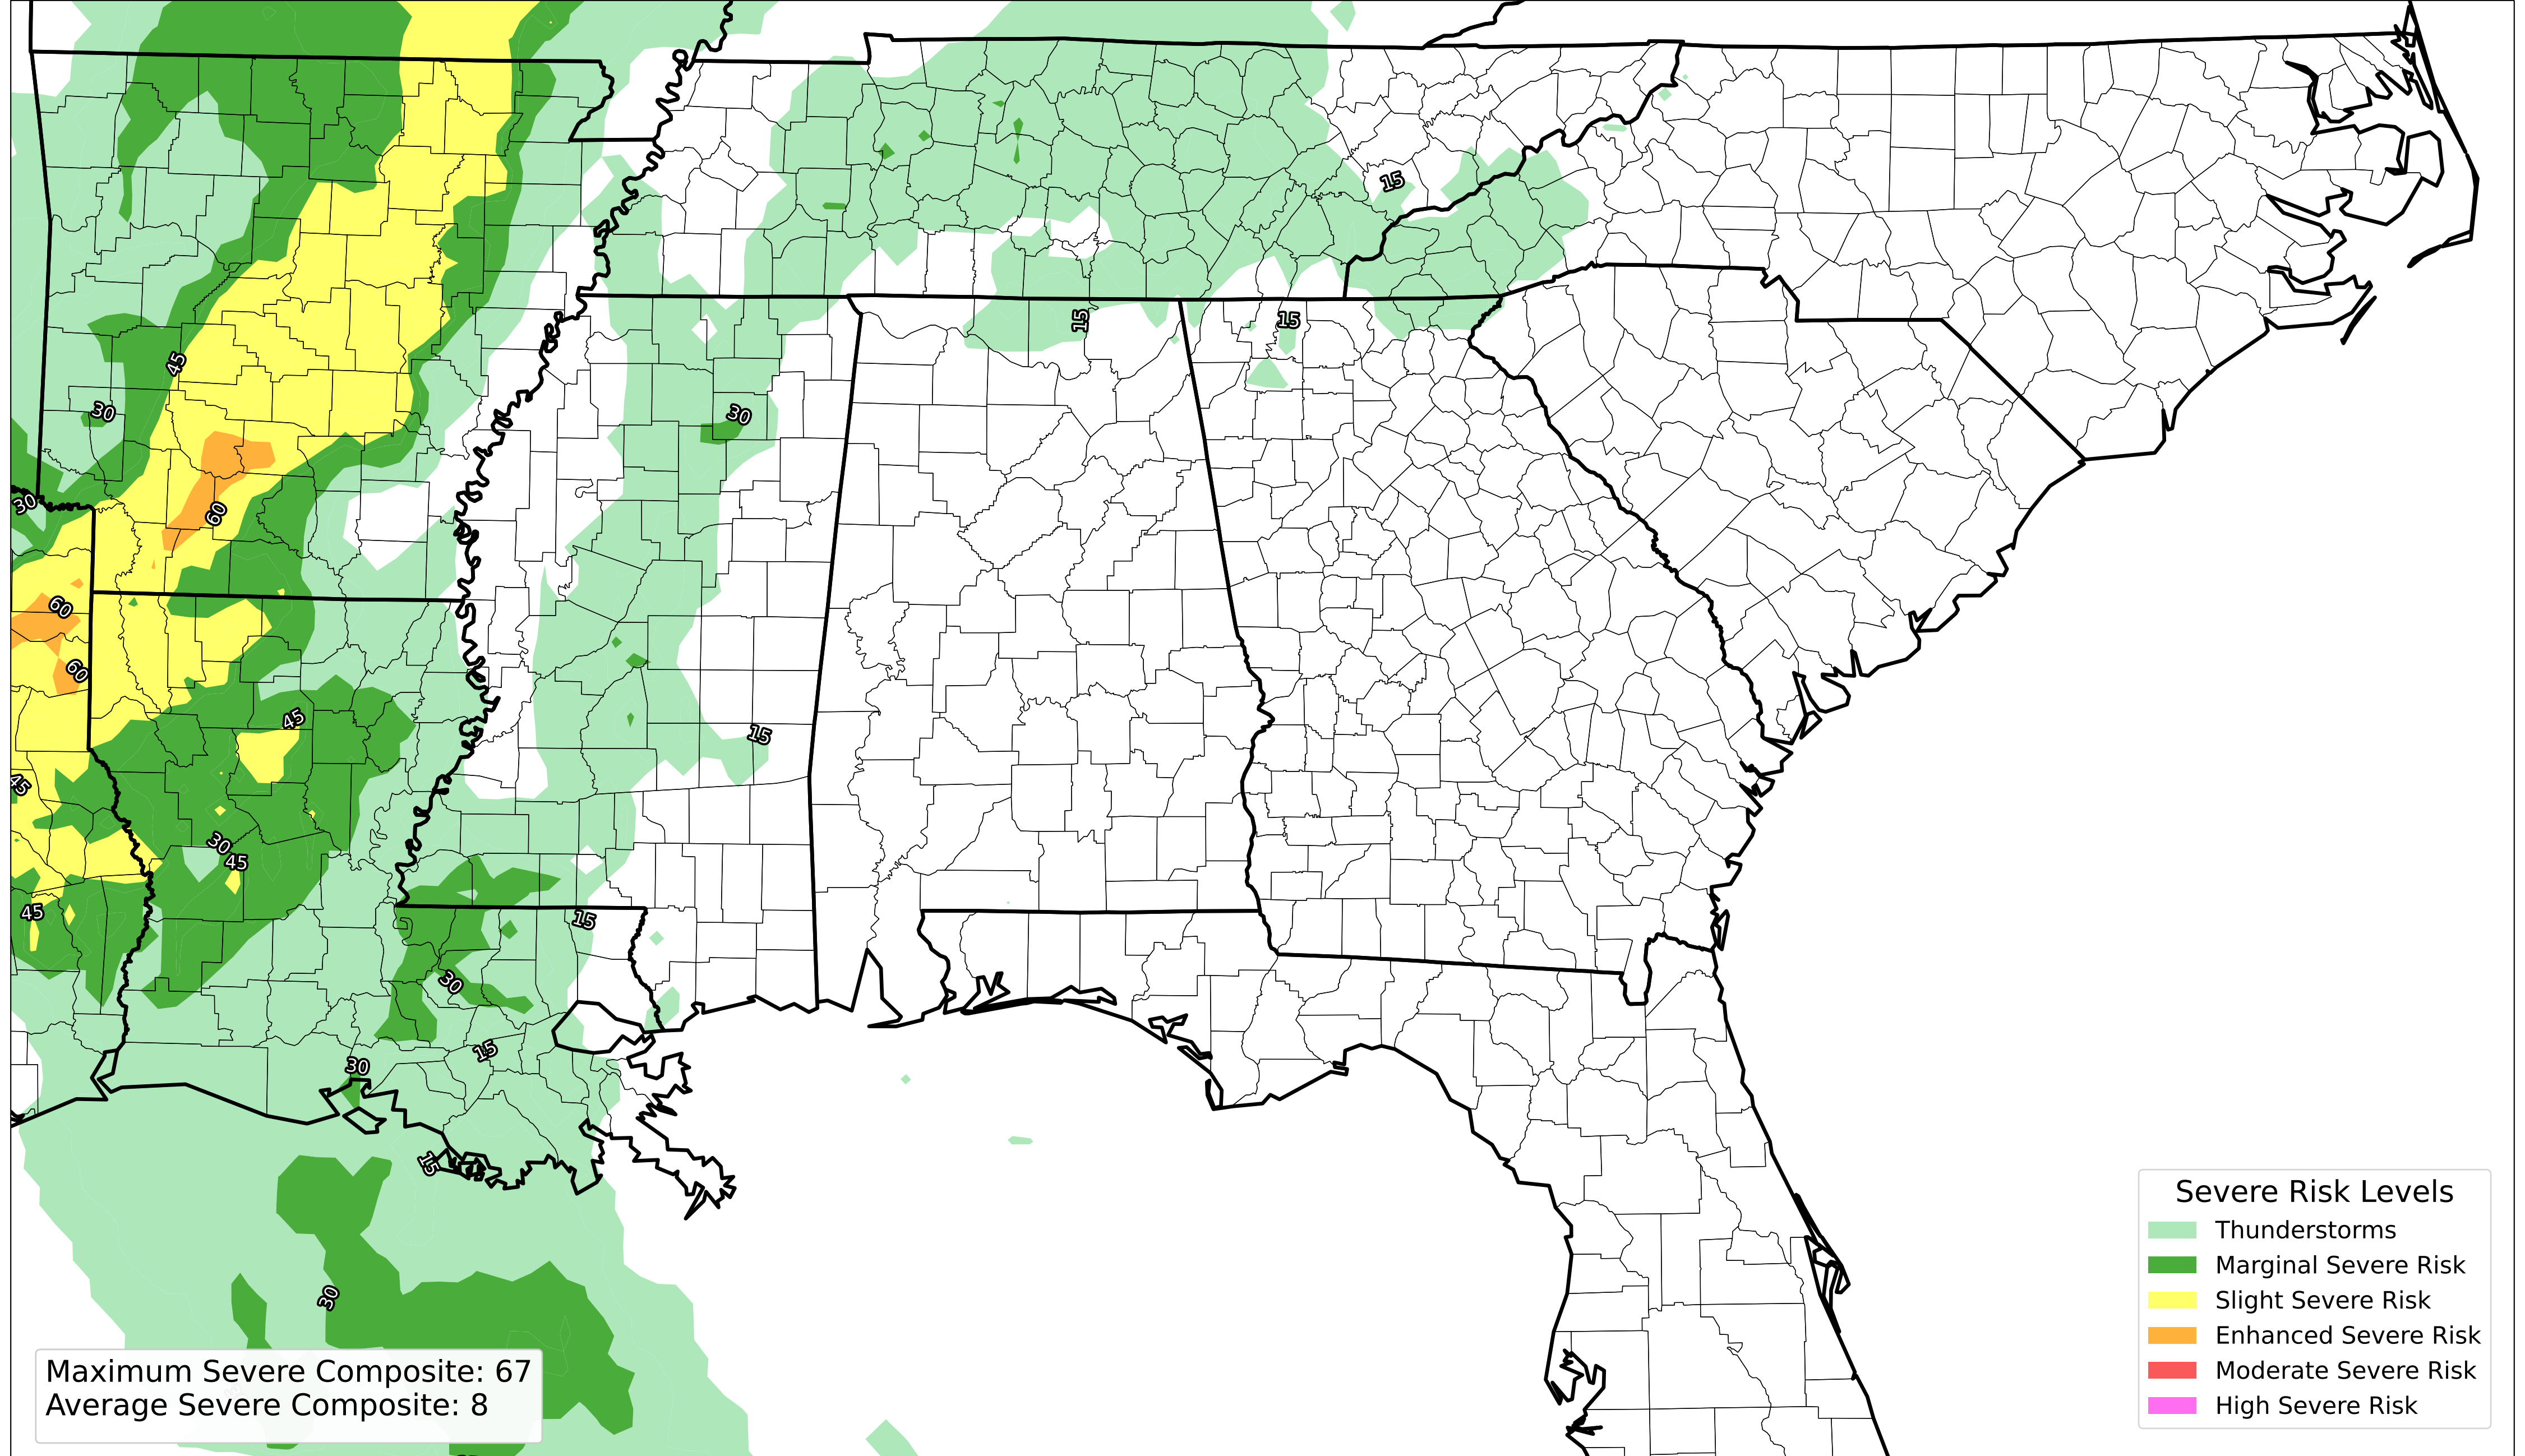 15
15
15
45
30
30
30
60
60
60
45
15
45
30
45
45
15
30
15
30
15
30
Severe Risk Levels
Thunderstorms
Marginal Severe Risk
Slight Severe Risk
Enhanced Severe Risk
Moderate Severe Risk
High Severe Risk
Maximum Severe Composite: 67
Average Severe Composite: 8